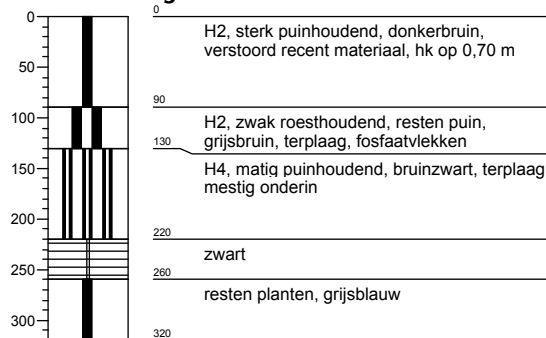 0
H2, sterk puinhoudend, donkerbruin,
verstoord recent materiaal, hk op 0,70 m
0
50
90
100
H2, zwak roesthoudend, resten puin,
grijsbruin, terplaag, fosfaatvlekken
130
150
H4, matig puinhoudend, bruinzwart, terplaag
mestig onderin
200
220
zwart
250
260
resten planten, grijsblauw
300
320